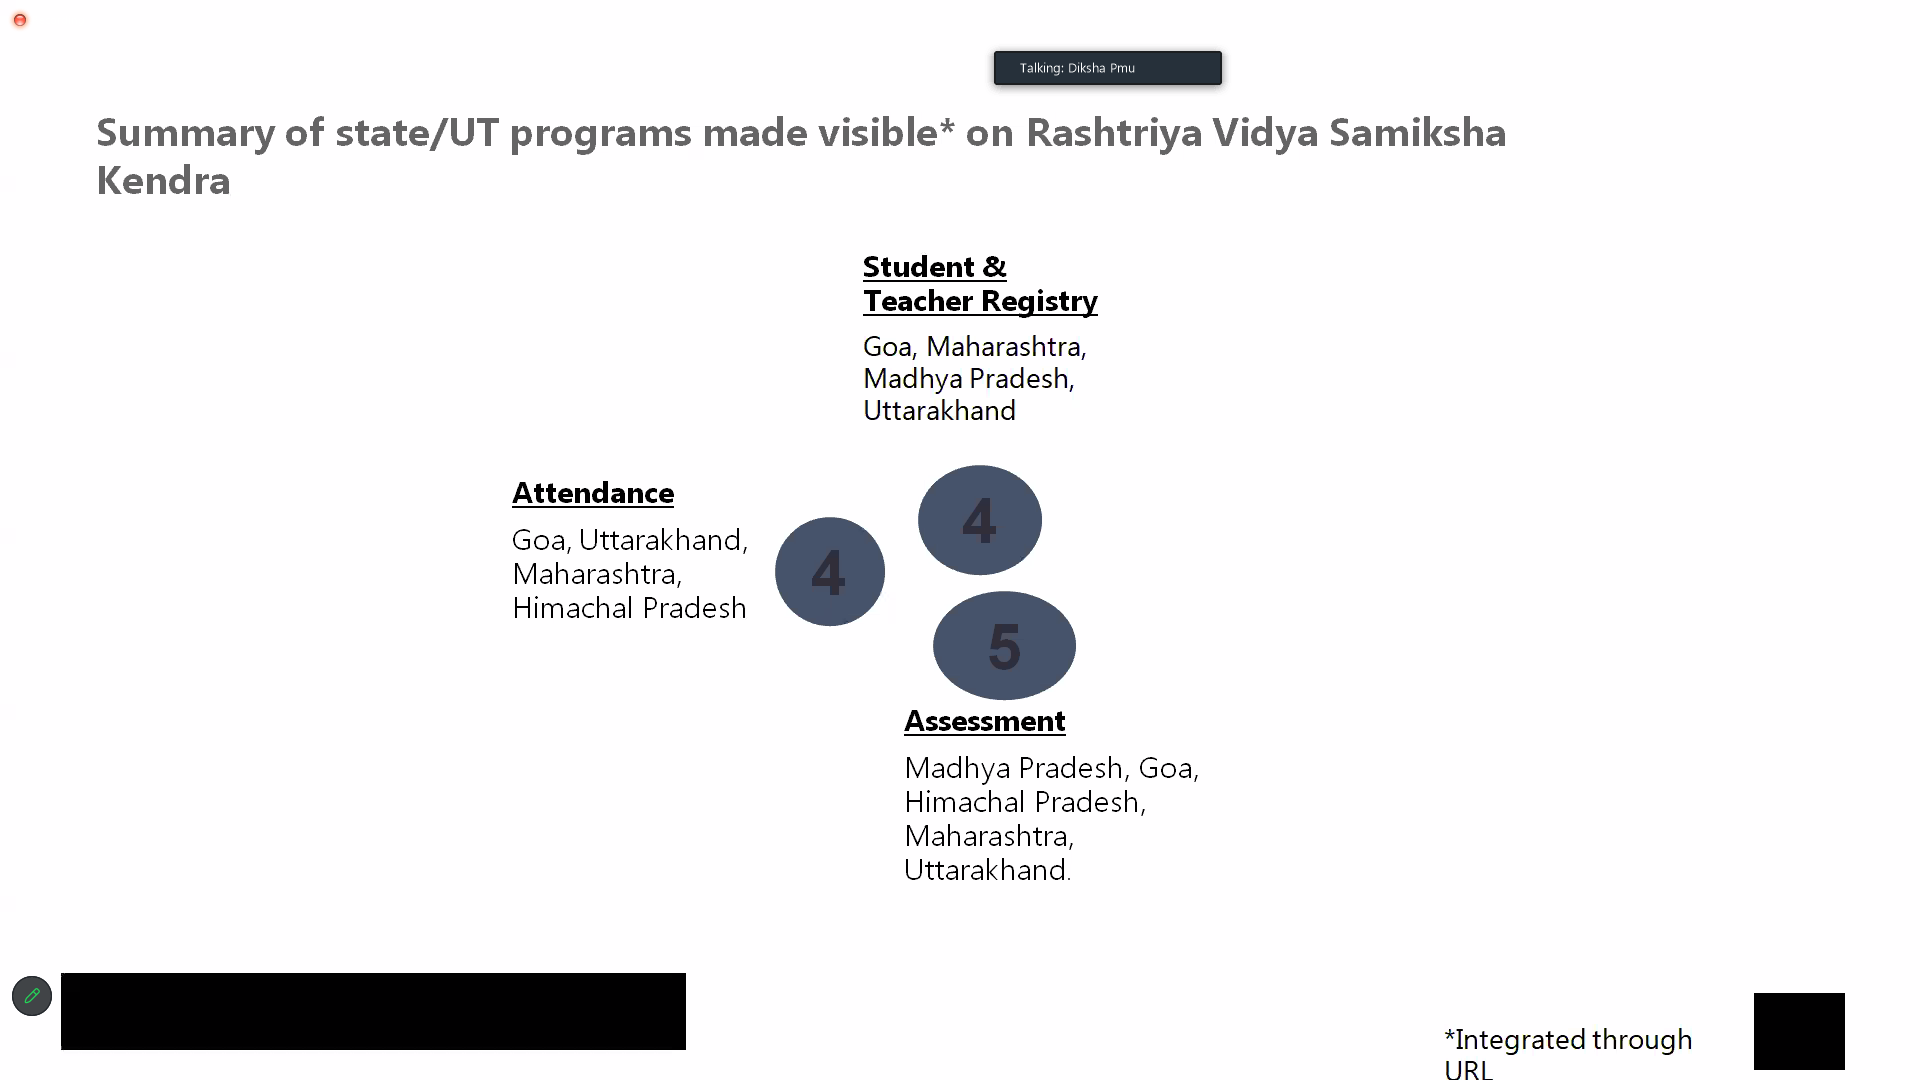 Talking: Diksha Pmu
Summary of state/UT programs made visible* on Rashtriya Vidya Samiksha
Kendra
Student &
Teacher Registry
Goa, Maharashtra,
Madhya Pradesh,
Uttarakhand
4
Attendance
Goa, Uttarakhand,
Maharashtra,
Himachal Pradesh
4
5
Assessment
Madhya Pradesh, Goa,
Himachal Pradesh,
Maharashtra,
Uttarakhand.
*Integrated through
URL